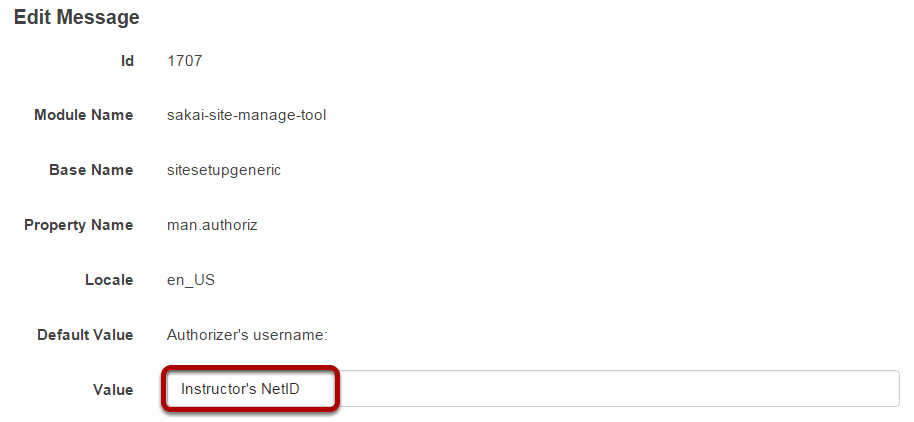 Edit Message
Id 1707
Module Name sakai-site-manage-tool
Base Name sitesetupgeneric
Property Name man.authoriz
Locale en_US
Default Value Authorizer's username:
Value Instructor's NetID